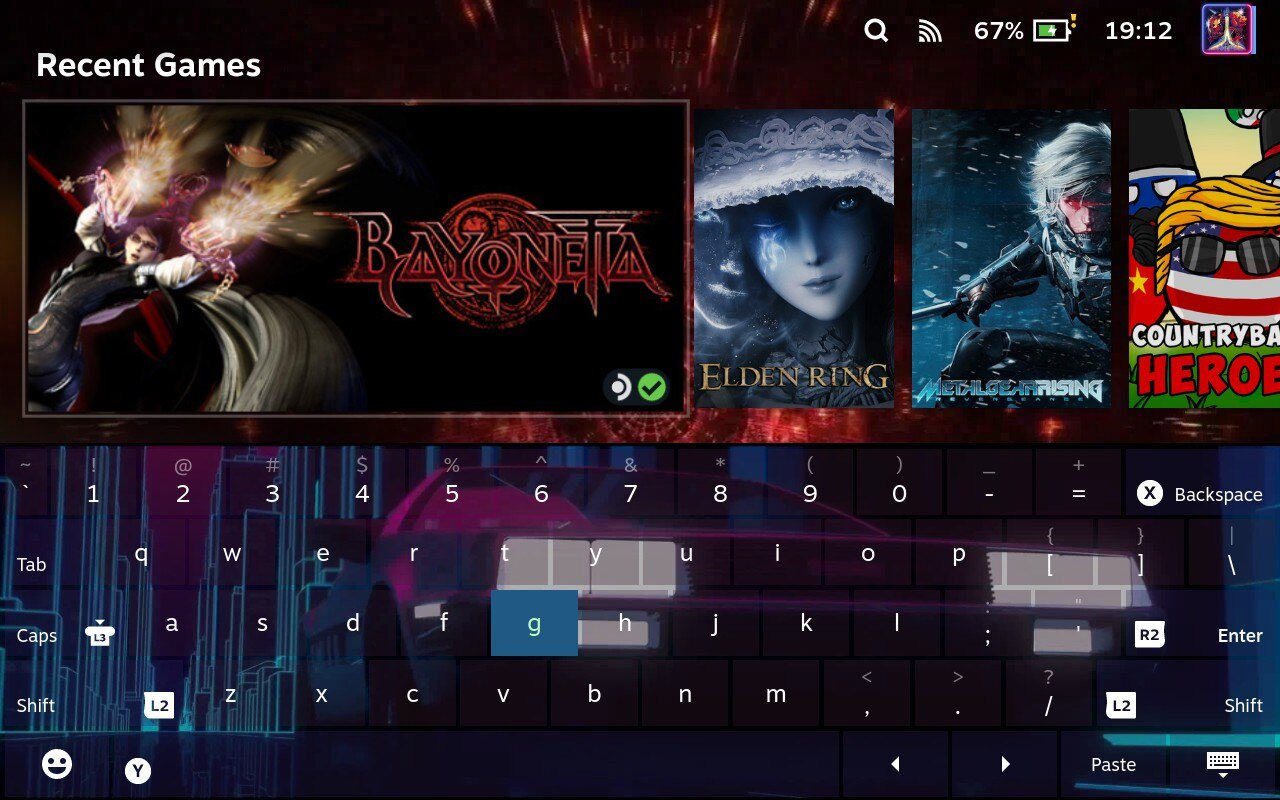 67% 19:12
Recent Games
BAYONETTA
ELDEN RING
METAL GEAR RISING
REVENGEANCE
COUNTRYBA
HEROE
~ ! @ # $ % ^ & * ( ) _ +
` 1 2 3 4 5 6 7 8 9 0 - = X Backspace
{ } |
Tab q w e r t y u i o p [ ] \
: "
Caps L3 a s d f g h j k l ; ' R2 Enter
< > ?
Shift L2 z x c v b n m , . / L2 Shift
Y Paste